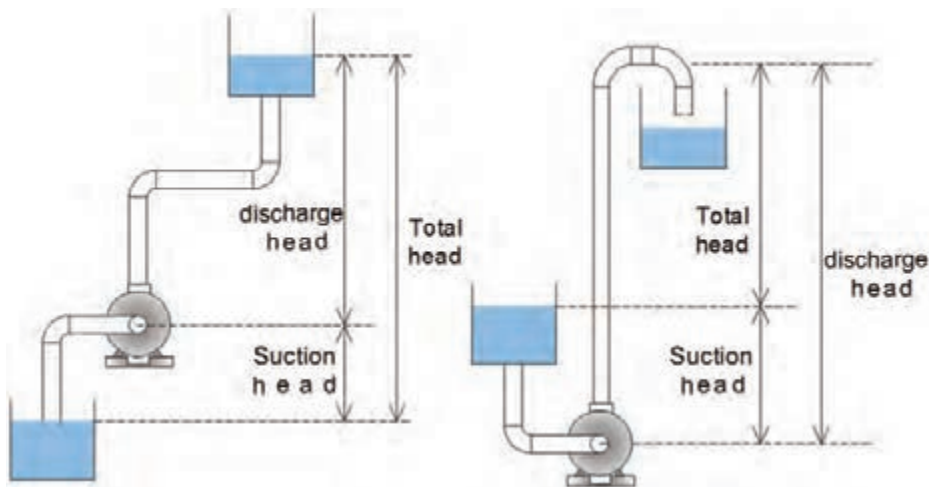 discharge
head
Total
head
Suction
head
Total
head
discharge
head
Suction
head